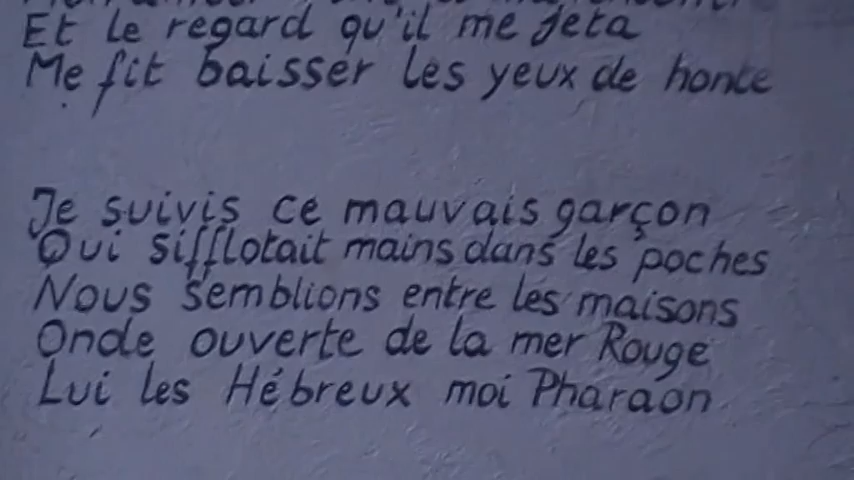 Et le regard qu'il me jeta
Me fit baisser les yeux de honte
Je suivis ce mauvais garçon
Qui sifflotait mains dans les poches
Nous semblions entre les maisons
Onde ouverte de la mer Rouge
Lui les Hébreux moi Pharaon